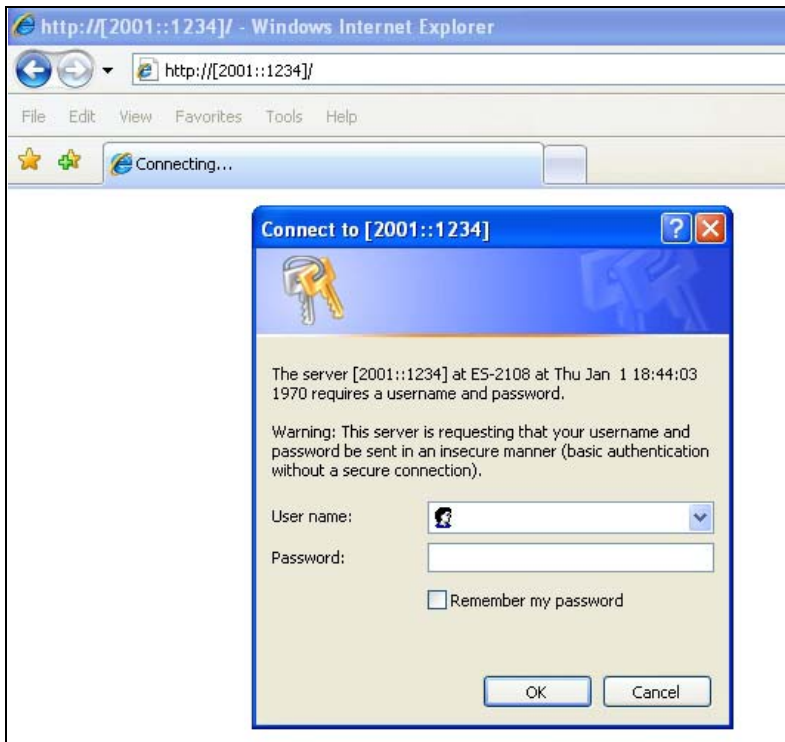 http://[2001::1234]/ - Windows Internet Explorer
http://[2001::1234]/
File Edit View Favorites Tools Help
Connecting...
Connect to [2001::1234]
The server [2001::1234] at ES-2108 at Thu Jan 1 18:44:03
1970 requires a username and password.
Warning: This server is requesting that your username and
password be sent in an insecure manner (basic authentication
without a secure connection).
User name:
Password:
Remember my password
OK Cancel